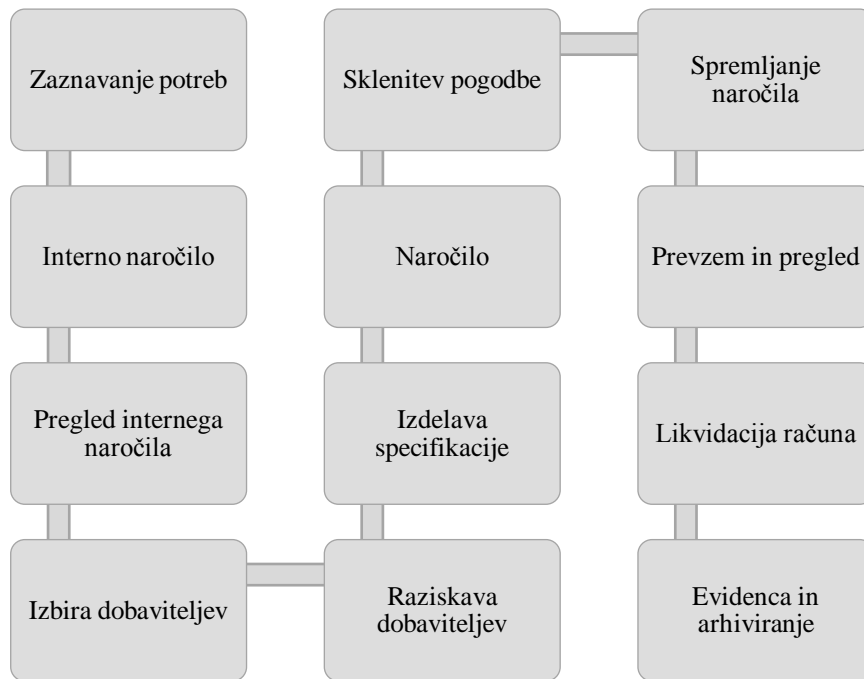 Zaznavanje potreb
Interno naročilo
Pregled internega
naročila
Izbira dobaviteljev
Raziskava
dobaviteljev
Izdelava
specifikacije
Naročilo
Sklenitev pogodbe
Spremljanje
naročila
Prevzem in pregled
Likvidacija računa
Evidenca in
arhiviranje